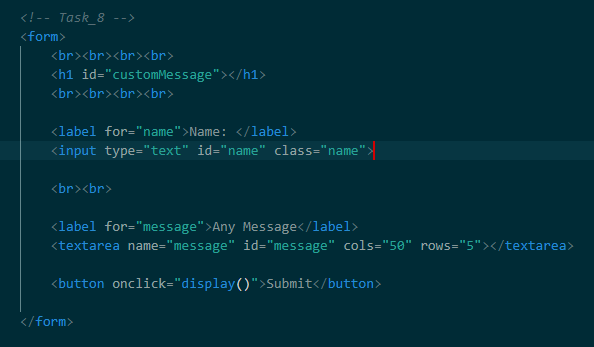 <!-- Task_8 -->
<form>
<br><br><br><br>
<h1 id="customMessage"></h1>
<br><br><br><br>
<label for="name">Name: </label>
<input type="text" id="name" class="name">
<br><br>
<label for="message">Any Message</label>
<textarea name="message" id="message" cols="50" rows="5"></textarea>
<button onclick="display()">Submit</button>
</form>